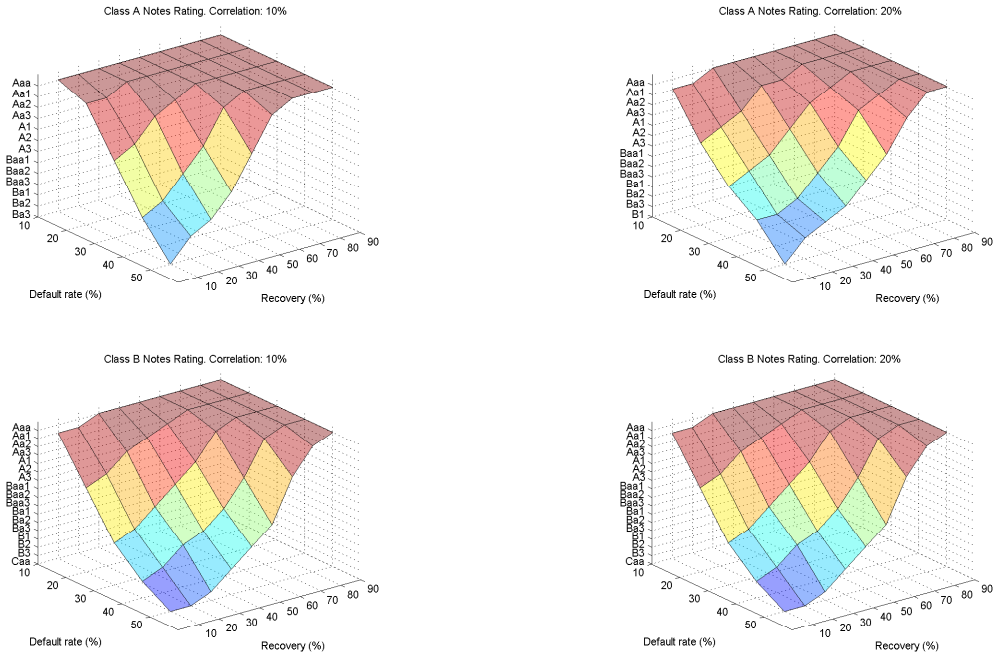 Class A Notes Rating. Correlation: 10%
Aaa
Aa1
Aa2
Aa3
A1
A2
A3
Baa1
Baa2
Baa3
Ba1
Ba2
Ba3
10
20
30
40
50
Default rate (%)
10 20 30 40 50 60 70 80 90
Recovery (%)
Class A Notes Rating. Correlation: 20%
Aaa
Aa1
Aa2
Aa3
A1
A2
A3
Baa1
Baa2
Baa3
Ba1
Ba2
Ba3
B1
10
20
30
40
50
Default rate (%)
10 20 30 40 50 60 70 80 90
Recovery (%)
Class B Notes Rating. Correlation: 10%
Aaa
Aa1
Aa2
Aa3
A1
A2
A3
Baa1
Baa2
Baa3
Ba1
Ba2
Ba3
B1
B2
B3
Caa
10
20
30
40
50
Default rate (%)
10 20 30 40 50 60 70 80 90
Recovery (%)
Class B Notes Rating. Correlation: 20%
Aaa
Aa1
Aa2
Aa3
A1
A2
A3
Baa1
Baa2
Baa3
Ba1
Ba2
Ba3
B1
B2
B3
Caa
10
20
30
40
50
Default rate (%)
10 20 30 40 50 60 70 80 90
Recovery (%)